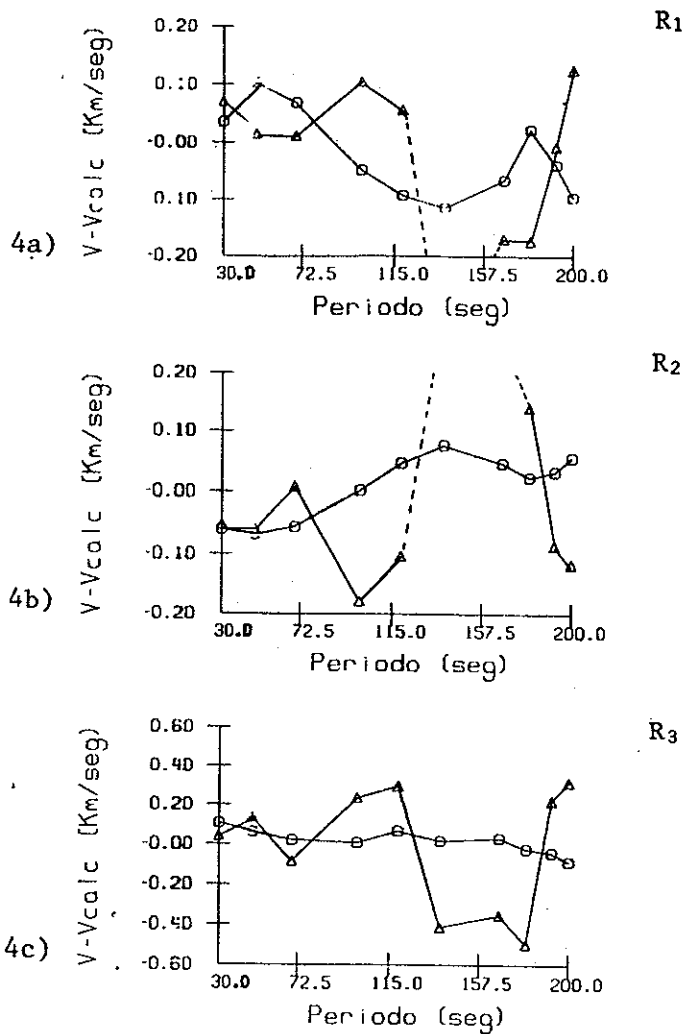 R1
0.20
0.10
-0.00
0.10
-0.20
4a)
V-Vcalc (Km/seg)
30.0 72.5 115.0 157.5 200.0
Periodo (seg)
R2
0.20
0.10
-0.00
-0.10
-0.20
4b)
V-Vcalc (Km/seg)
30.0 72.5 115.0 157.5 200.0
Periodo (seg)
R3
0.60
0.40
0.20
-0.00
-0.20
-0.40
-0.60
4c)
V-Vcalc (Km/seg)
30.0 72.5 115.0 157.5 200.0
Periodo (seg)